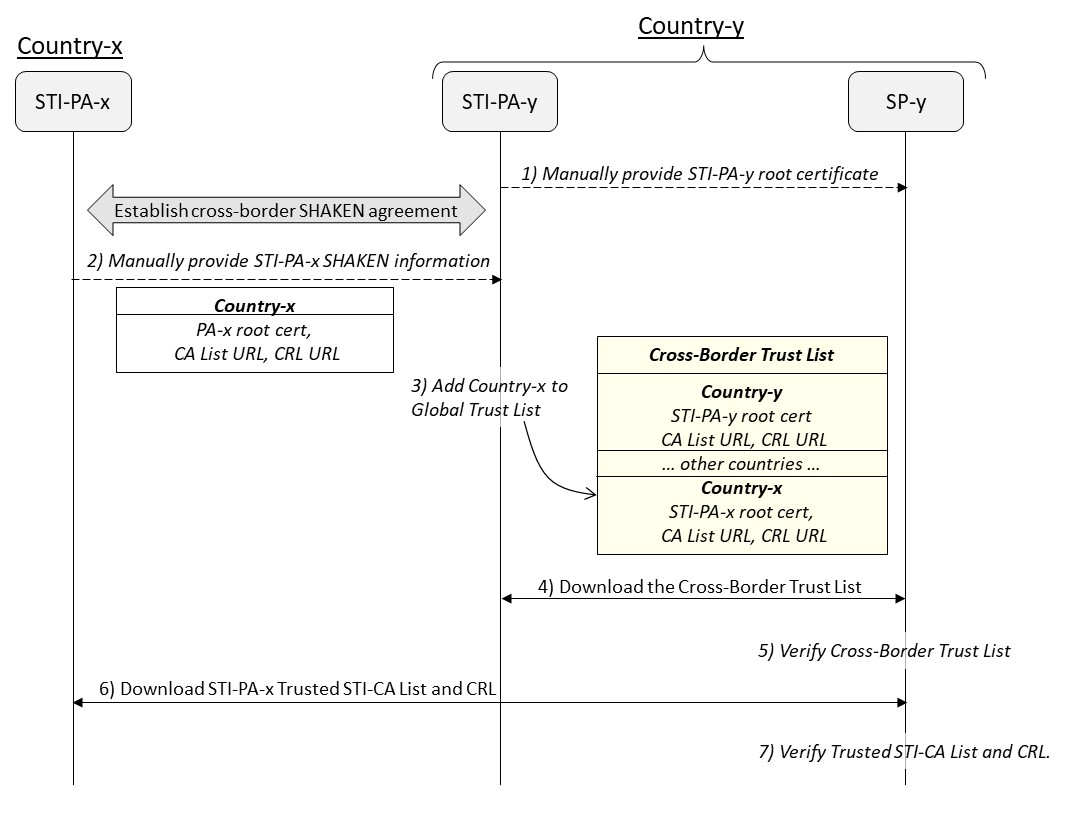 Country-x
Country-y
STI-PA-x
STI-PA-y
SP-y
1) Manually provide STI-PA-y root certificate
Establish cross-border SHAKEN agreement
2) Manually provide STI-PA-x SHAKEN information
Country-x
PA-x root cert,
CA List URL, CRL URL
3) Add Country-x to
Global Trust List
Cross-Border Trust List
Country-y
STI-PA-y root cert
CA List URL, CRL URL
... other countries ...
Country-x
STI-PA-x root cert,
CA List URL, CRL URL
4) Download the Cross-Border Trust List
5) Verify Cross-Border Trust List
6) Download STI-PA-x Trusted STI-CA List and CRL
7) Verify Trusted STI-CA List and CRL.